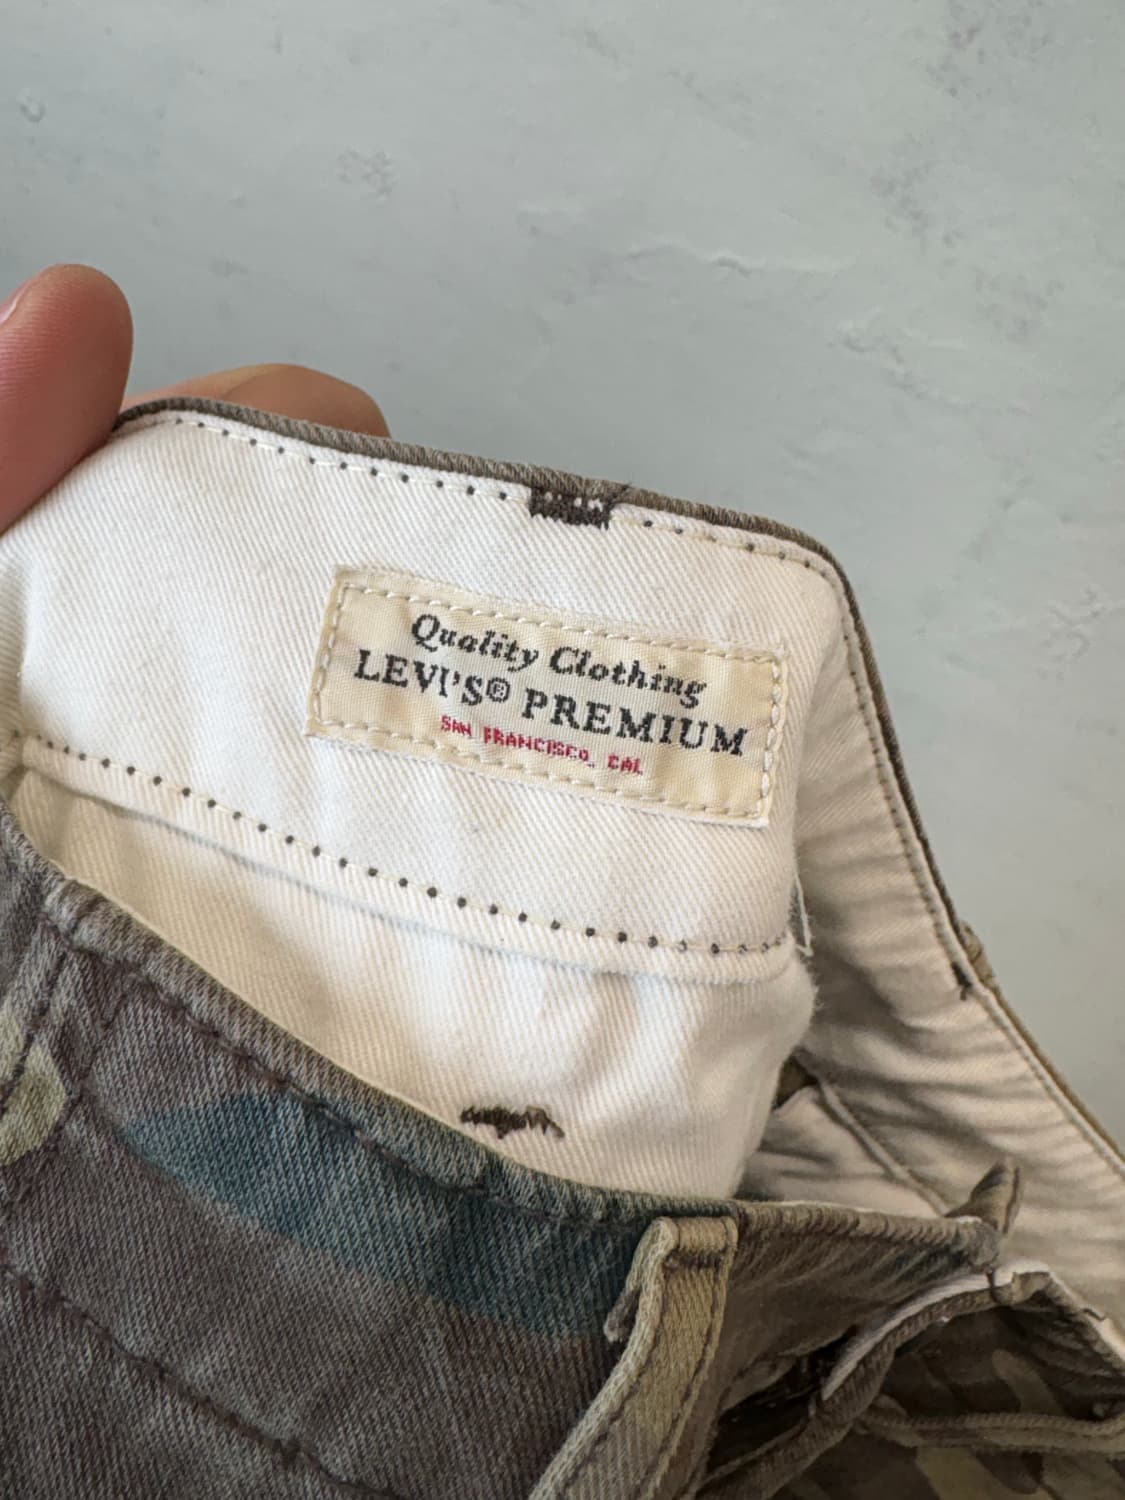 Quality Clothing
LEVI'S® PREMIUM
SAN FRANCISCO, CAL